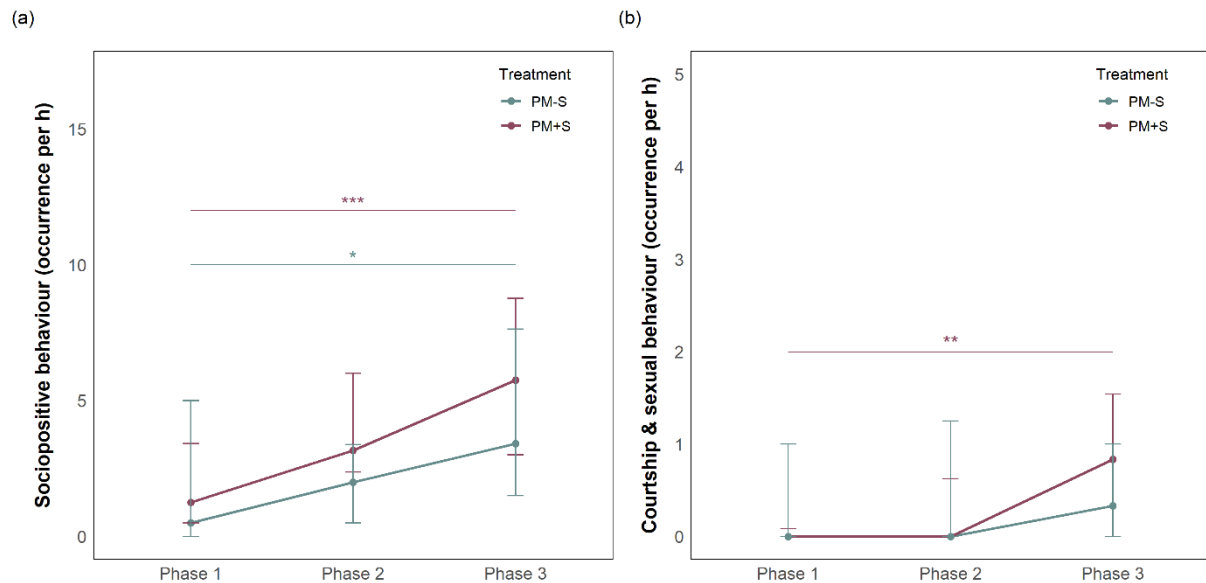 (a)
Treatment
PM-S
PM+S
Sociopositive behaviour (occurrence per h)
15
10
5
0
***
*
Phase 1
Phase 2
Phase 3
(b)
Treatment
PM-S
PM+S
Courtship & sexual behaviour (occurrence per h)
5
4
3
2
1
0
**
Phase 1
Phase 2
Phase 3